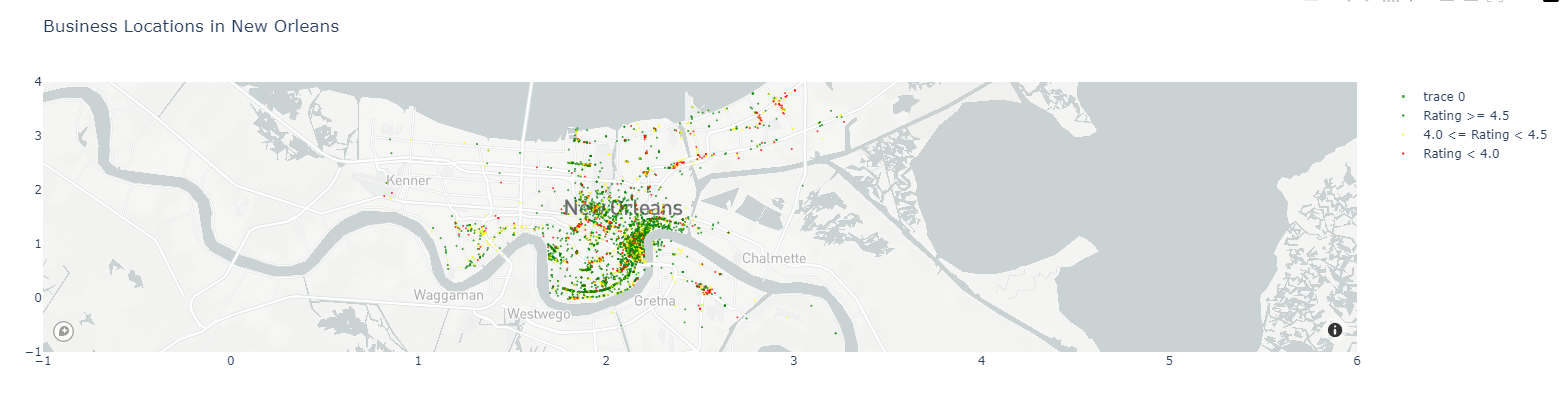 Business Locations in New Orleans
4
3
2
1
0
−1
−1
0
1
2
3
4
5
6
Kenner
New Orleans
Chalmette
Waggaman
Gretna
Westwego
trace 0
Rating >= 4.5
4.0 <= Rating < 4.5
Rating < 4.0